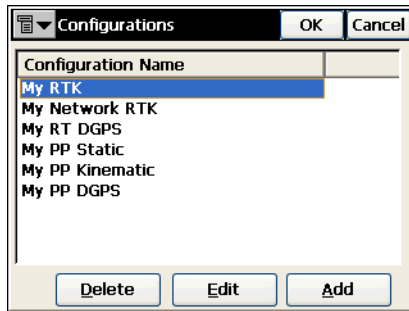 Configurations OK Cancel
Configuration Name
My RTK
My Network RTK
My RT DGPS
My PP Static
My PP Kinematic
My PP DGPS
Delete Edit Add